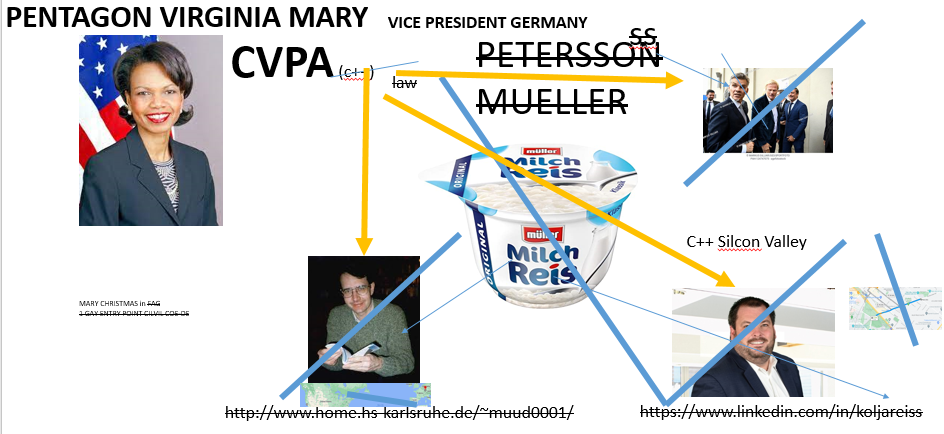 PENTAGON VIRGINIA MARY
VICE PRESIDENT GERMANY
SS
CVPA (c++)
law
PETERSSON
MUELLER
müller
Milch
Reis
ORIGINAL
Klassik
müller
Milch
Reis
ORIGINAL
C++ Silcon Valley
MARY CHRISTMAS in FAG
1 GAY ENTRY POINT CILVIL COE-DE
http://www.home.hs-karlsruhe.de/~muud0001/
https://www.linkedin.com/in/koljareiss